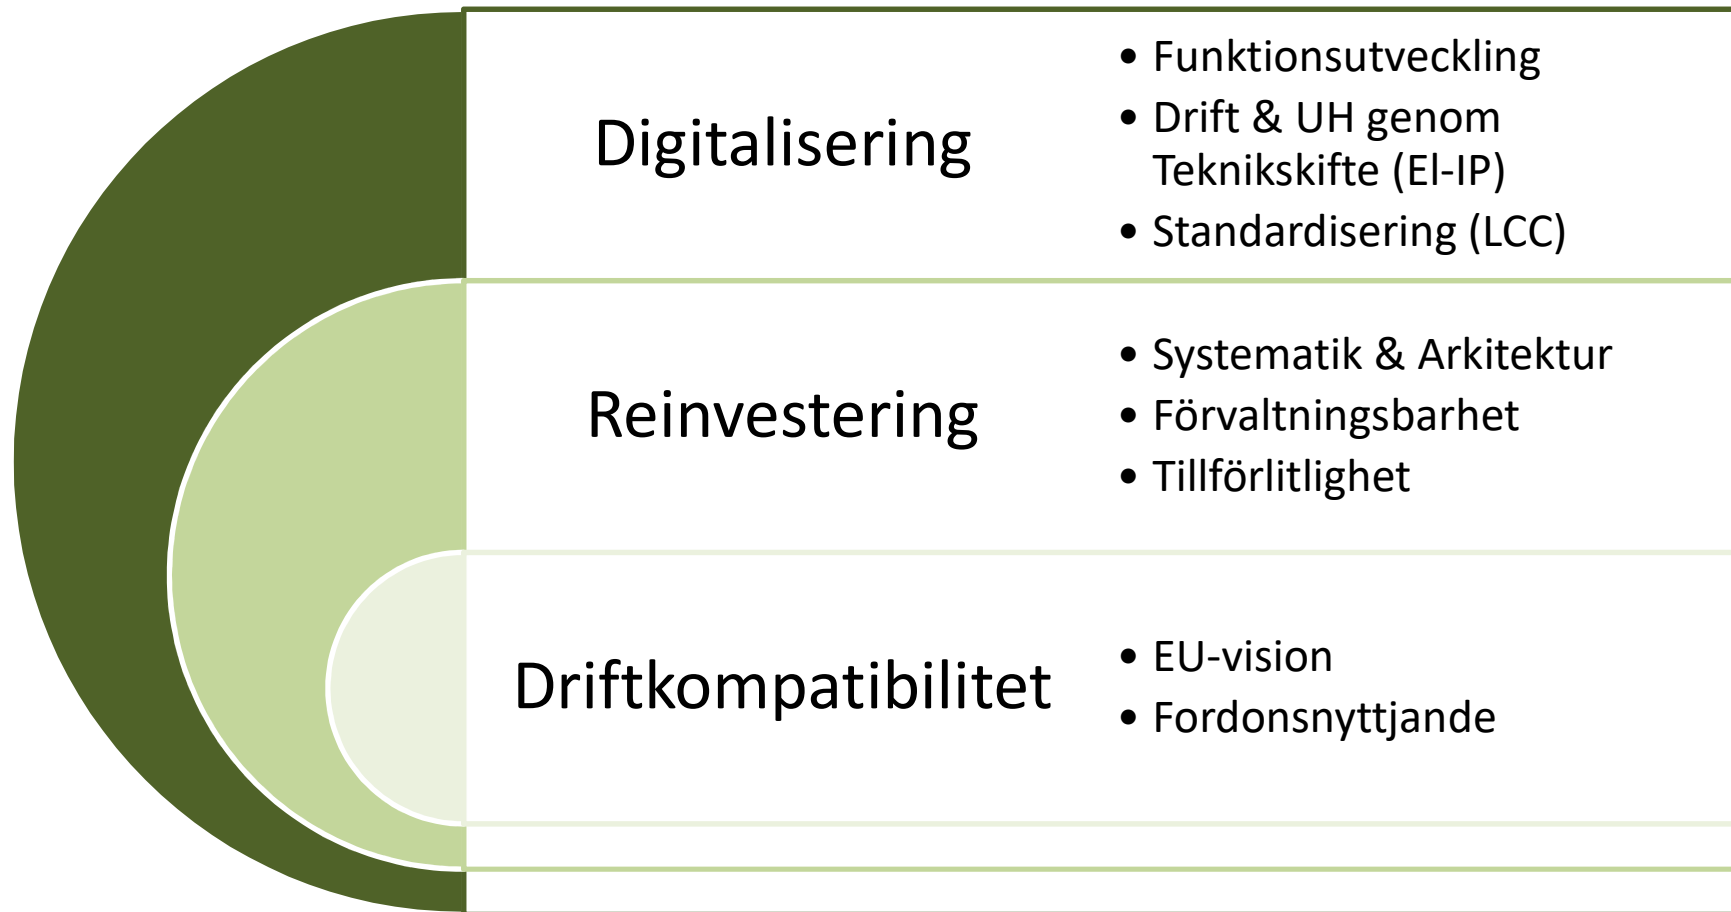 Digitalisering
• Funktionsutveckling
• Drift & UH genom
Teknikskifte (El-IP)
• Standardisering (LCC)
Reinvestering
• Systematik & Arkitektur
• Förvaltningsbarhet
• Tillförlitlighet
Driftkompatibilitet
• EU-vision
• Fordonsnyttjande